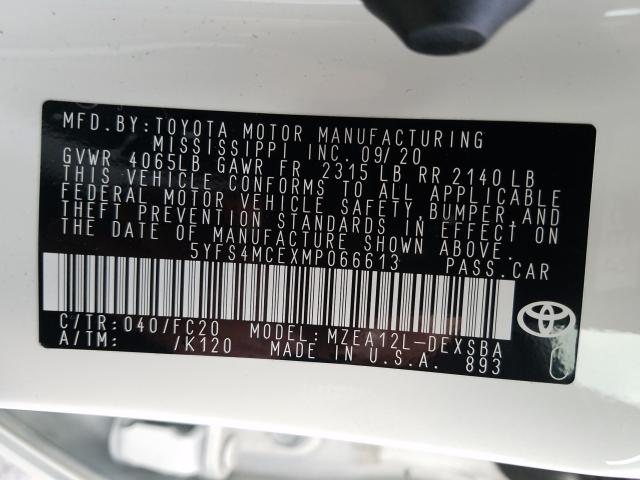 MFD.BY:TOYOTA MOTOR MANUFACTURING
MISSISSIPPI INC. 09/20
GVWR 4065LB GAWR FR 2315 LB RR 2140 LB
THIS VEHICLE CONFORMS TO ALL APPLICABLE
FEDERAL MOTOR VEHICLE SAFETY, BUMPER, AND
THEFT PREVENTION STANDARDS IN EFFECT ON
THE DATE OF MANUFACTURE SHOWN ABOVE.
5YFS4MCEXMP066613 PASS.CAR
C/TR:040/FC20 MODEL:MZEA12L-DEXSBA
A/TM: /K120 MADE IN U.S.A. 893